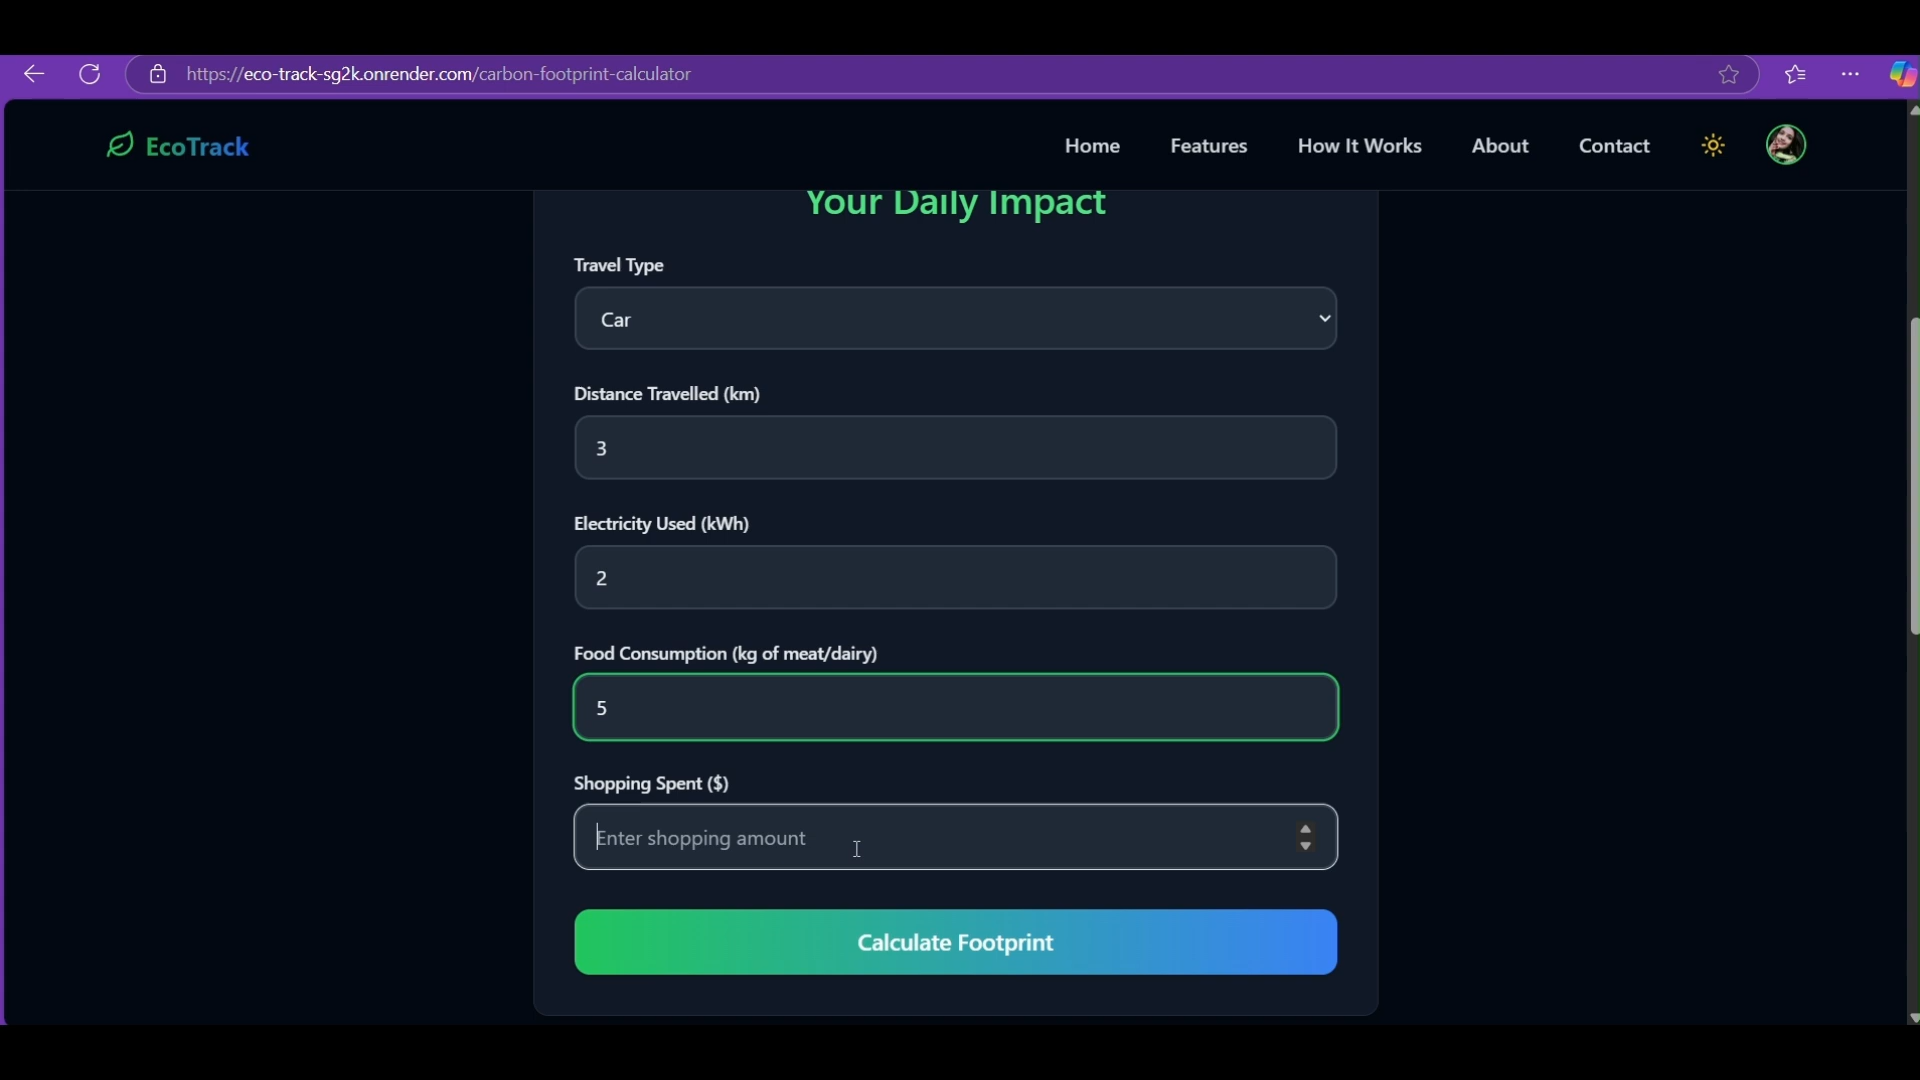 https://eco-track-sg2k.onrender.com/carbon-footprint-calculator
EcoTrack
Home
Features
How It Works
About
Contact
Your Daily Impact
Travel Type
Car
Distance Travelled (km)
3
Electricity Used (kWh)
2
Food Consumption (kg of meat/dairy)
5
Shopping Spent ($)
Enter shopping amount
Calculate Footprint